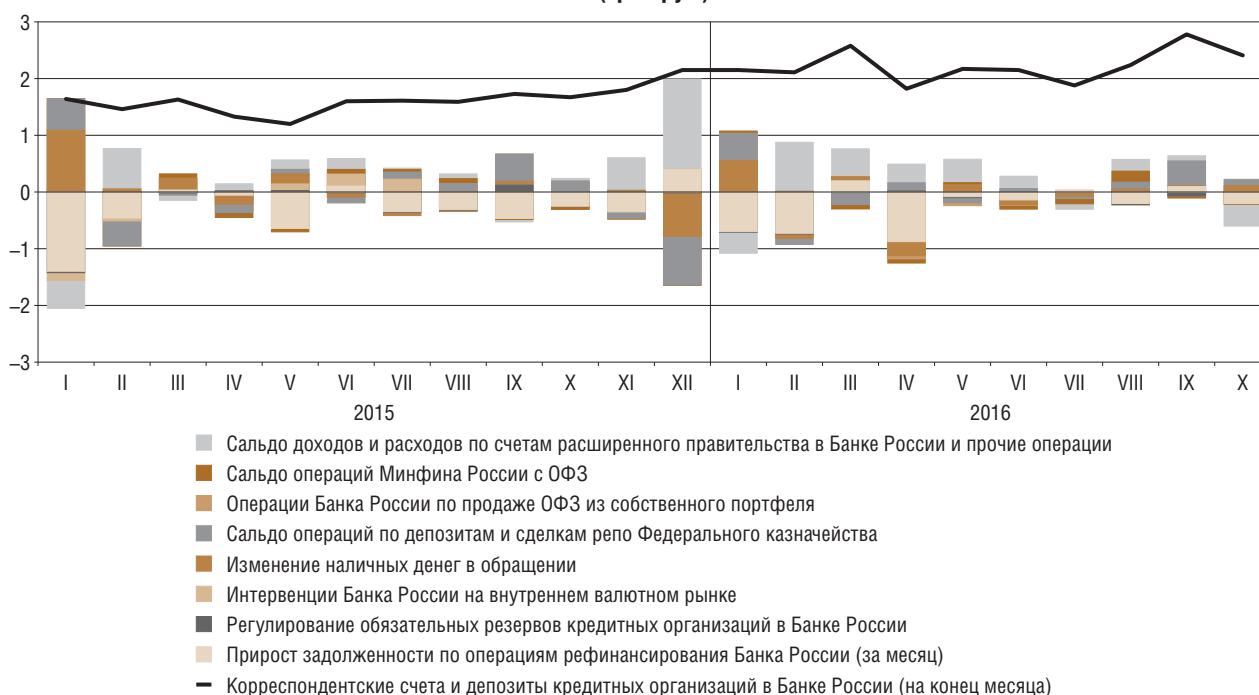 3
2
1
0
–1
–2
–3
I II III IV V VI VII VIII IX X XI XII I II III IV V VI VII VIII IX X
2015 2016
Сальдо доходов и расходов по счетам расширенного правительства в Банке России и прочие операции
Сальдо операций Минфина России с ОФЗ
Операции Банка России по продаже ОФЗ из собственного портфеля
Сальдо операций по депозитам и сделкам репо Федерального казначейства
Изменение наличных денег в обращении
Интервенции Банка России на внутреннем валютном рынке
Регулирование обязательных резервов кредитных организаций в Банке России
Прирост задолженности по операциям рефинансирования Банка России (за месяц)
Корреспондентские счета и депозиты кредитных организаций в Банке России (на конец месяца)